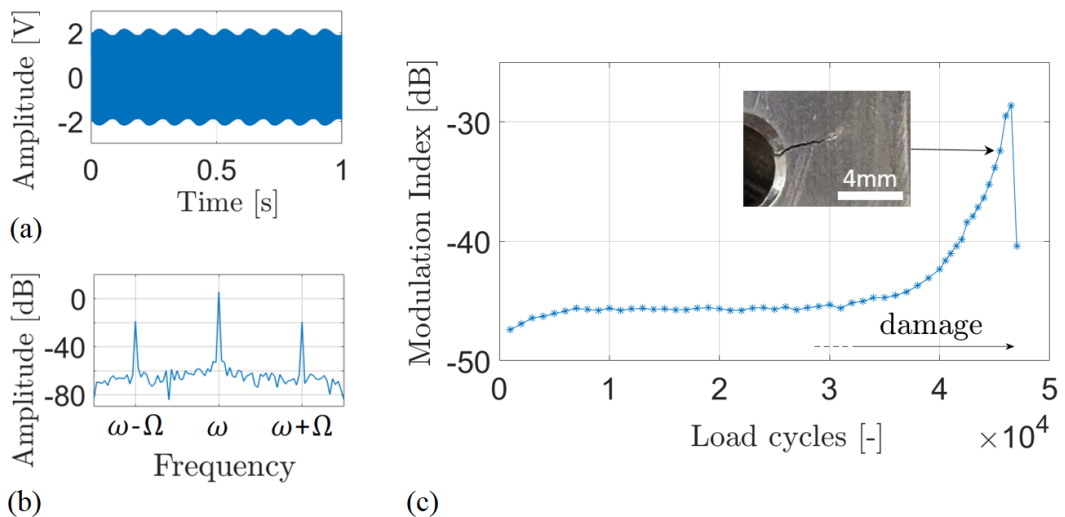 Amplitude [V]
2
0
-2
0
0.5
1
Time [s]
(a)
Amplitude [dB]
0
-40
-80
ω-Ω
ω
ω+Ω
Frequency
(b)
Modulation Index [dB]
-30
-40
-50
4mm
damage
0
1
2
3
4
5
Load cycles [-]
×10⁴
(c)